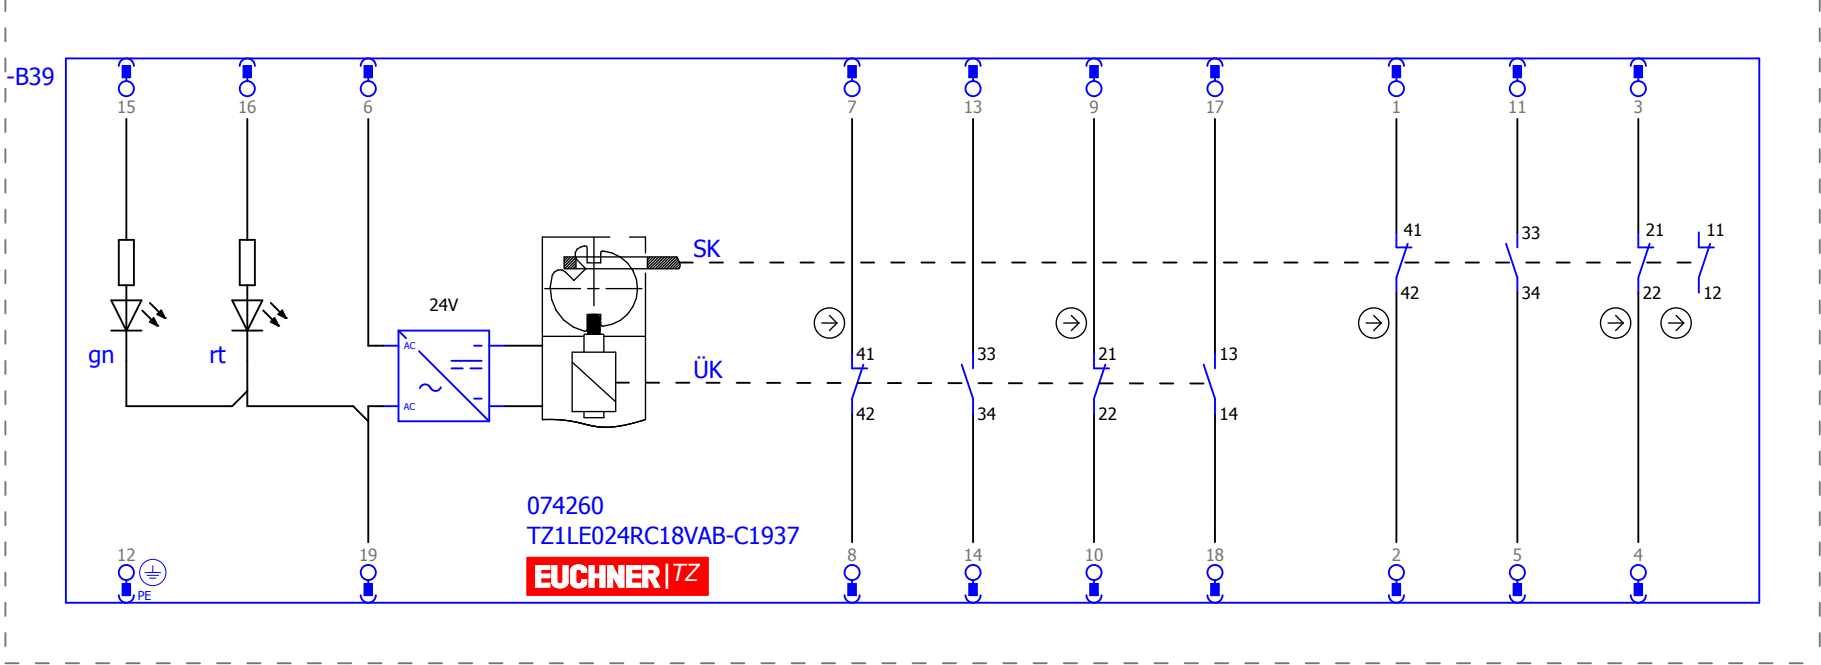 -B39
15 16 6 7 13 9 17 1 11 3
SK
41 33 21 11
42 34 22 12
24V
gn rt
AC
AC
ÜK
41 33 21 13
42 34 22 14
074260
TZ1LE024RC18VAB-C1937
EUCHNER|TZ
12 19 8 14 10 18 2 5 4
PE